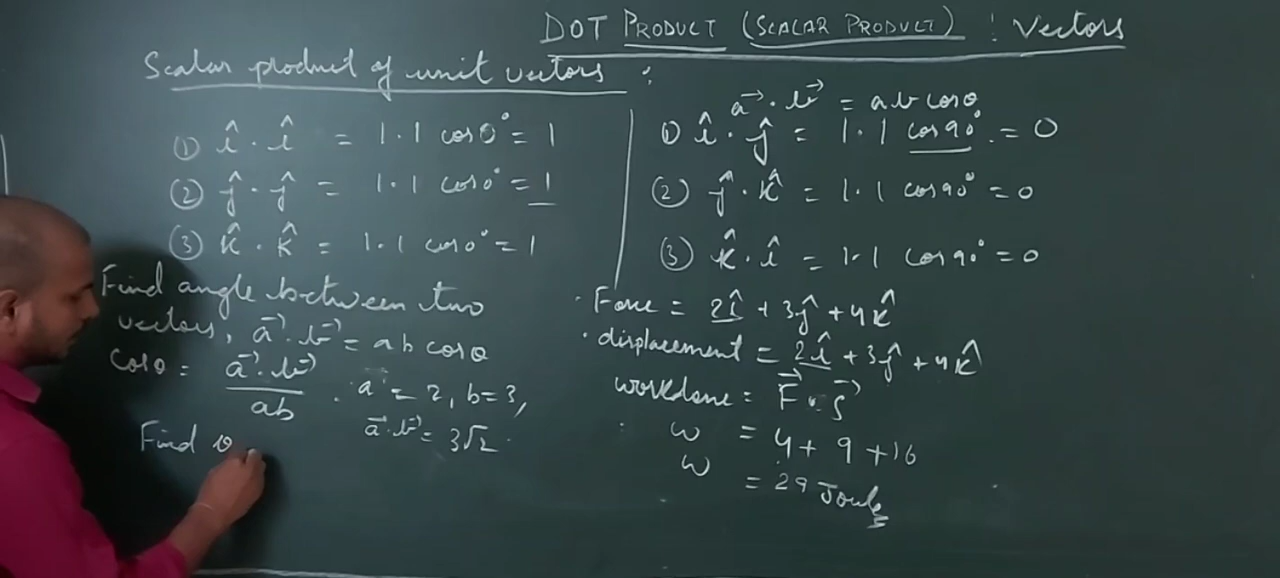 DOT PRODUCT (SCALAR PRODUCT) : Vectors
Scalar product of unit vectors :
① î · î = 1·1 cos0° = 1
② ĵ · ĵ = 1·1 cos0° = 1
③ k̂ · k̂ = 1·1 cos0° = 1
a⃗ · b⃗ = ab cosθ
① î · ĵ = 1·1 cos90° = 0
② ĵ · k̂ = 1·1 cos90° = 0
③ k̂ · î = 1·1 cos90° = 0
Find angle between two
vectors, a⃗ · b⃗ = ab cosθ
cosθ = a⃗ · b⃗ / ab · a = 2, b = 3,
a⃗ · b⃗ = 3√2 ·
Find θ
· Force = 2î + 3ĵ + 4k̂
· displacement = 2î + 3ĵ + 4k̂
workdone = F⃗ · S⃗
w = 4 + 9 + 16
w = 29 Joules